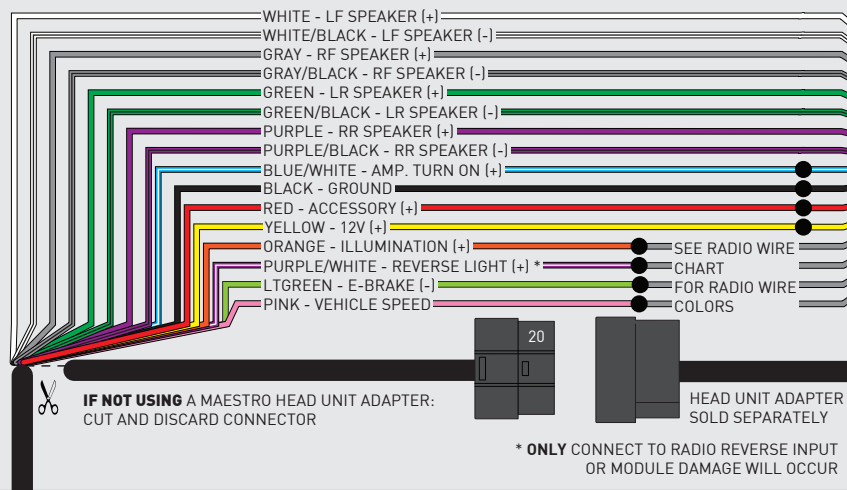 WHITE - LF SPEAKER (+)
WHITE/BLACK - LF SPEAKER (-)
GRAY - RF SPEAKER (+)
GRAY/BLACK - RF SPEAKER (-)
GREEN - LR SPEAKER (+)
GREEN/BLACK - LR SPEAKER (-)
PURPLE - RR SPEAKER (+)
PURPLE/BLACK - RR SPEAKER (-)
BLUE/WHITE - AMP. TURN ON (+)
BLACK - GROUND
RED - ACCESSORY (+)
YELLOW - 12V (+)
ORANGE - ILLUMINATION (+)
PURPLE/WHITE - REVERSE LIGHT (+) *
LTGREEN - E-BRAKE (-)
PINK - VEHICLE SPEED
SEE RADIO WIRE
CHART
FOR RADIO WIRE
COLORS
20
IF NOT USING A MAESTRO HEAD UNIT ADAPTER:
CUT AND DISCARD CONNECTOR
HEAD UNIT ADAPTER
SOLD SEPARATELY
* ONLY CONNECT TO RADIO REVERSE INPUT
OR MODULE DAMAGE WILL OCCUR